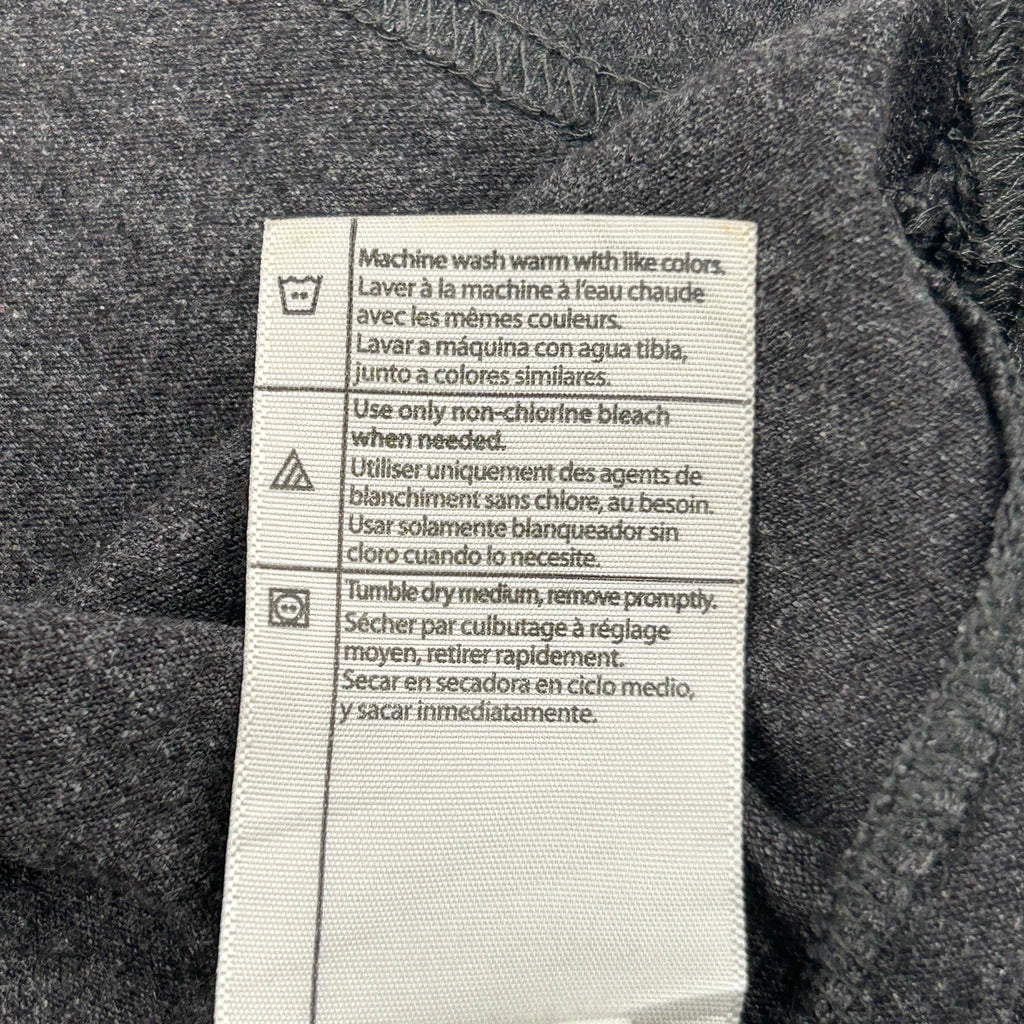 Machine wash warm with like colors.
Laver à la machine à l'eau chaude
avec les mêmes couleurs.
Lavar a máquina con agua tibia,
junto a colores similares.
Use only non-chlorine bleach
when needed.
Utiliser uniquement des agents de
blanchiment sans chlore, au besoin.
Usar solamente blanqueador sin
cloro cuando lo necesite.
Tumble dry medium, remove promptly.
Sécher par culbutage à réglage
moyen, retirer rapidement.
Secar en secadora en ciclo medio,
y sacar inmediatamente.